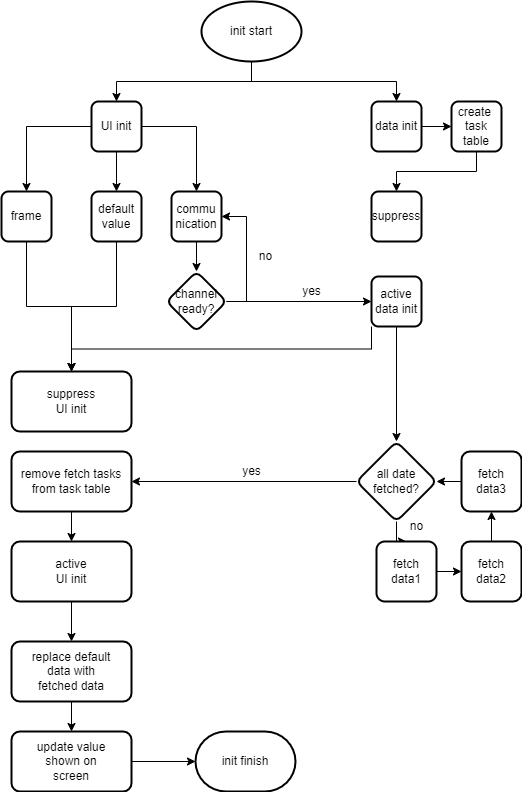 init start
UI init
data init
create
task
table
frame
default
value
commu
nication
suppress
no
channel
ready?
yes
active
data init
suppress
UI init
remove fetch tasks
from task table
yes
all date
fetched?
fetch
data3
no
active
UI init
fetch
data1
fetch
data2
replace default
data with
fetched data
update value
shown on
screen
init finish